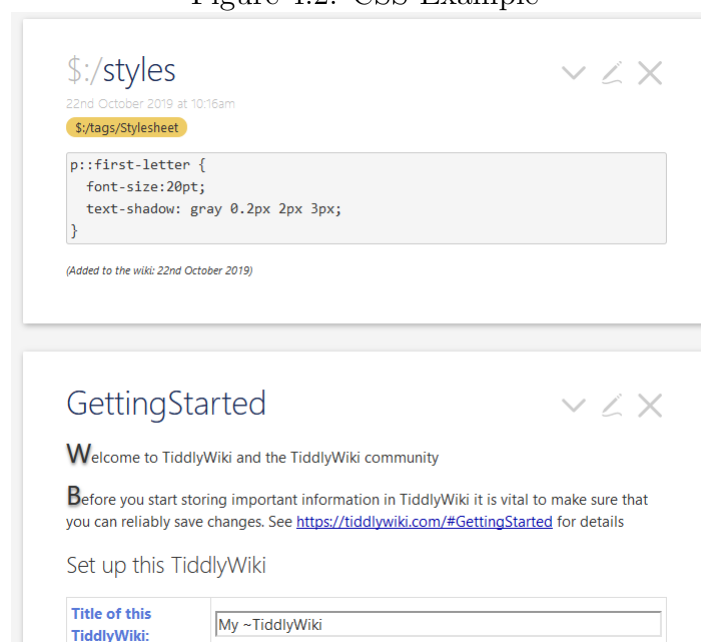 Figure 4.2: CSS Example
$:/styles
22nd October 2019 at 10:16am
$:/tags/Stylesheet
p::first-letter {
  font-size:20pt;
  text-shadow: gray 0.2px 2px 3px;
}
(Added to the wiki: 22nd October 2019)
GettingStarted
Welcome to TiddlyWiki and the TiddlyWiki community
Before you start storing important information in TiddlyWiki it is vital to make sure that
you can reliably save changes. See https://tiddlywiki.com/#GettingStarted for details
Set up this TiddlyWiki
Title of this
TiddlyWiki:
My ~TiddlyWiki